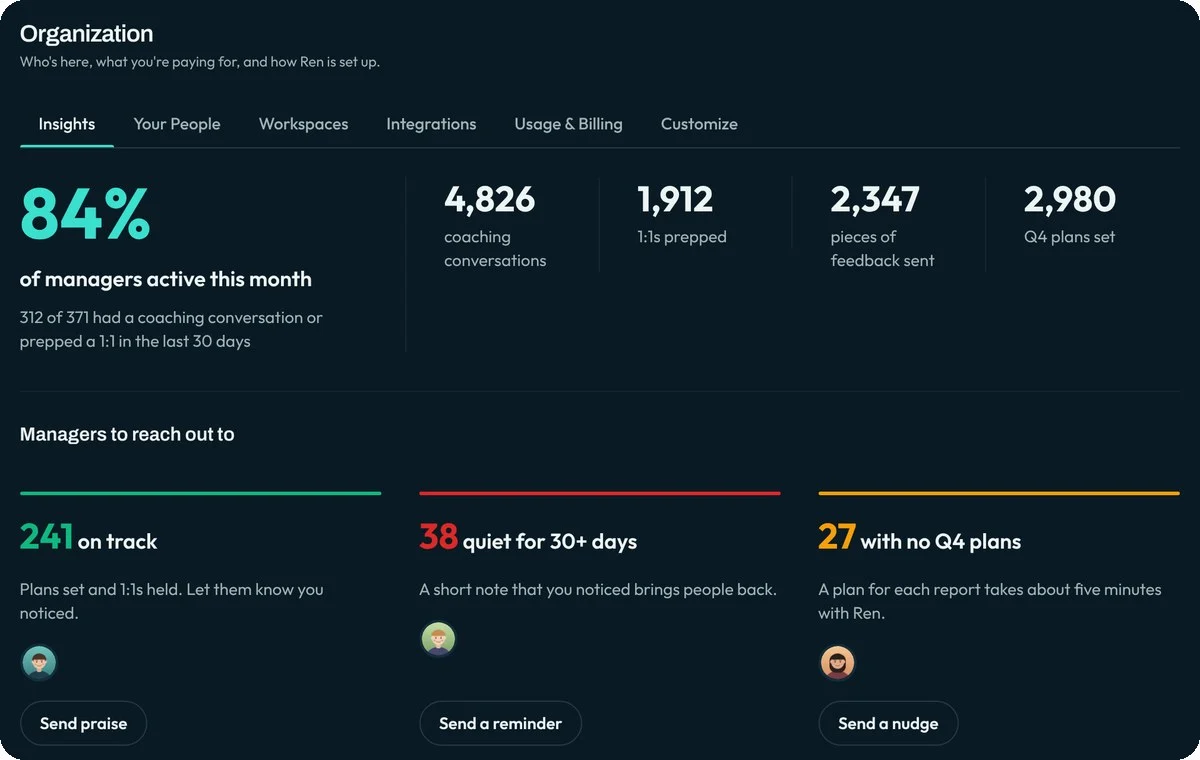 Organization
Who's here, what you're paying for, and how Ren is set up.
Insights
Your People
Workspaces
Integrations
Usage & Billing
Customize
84%
of managers active this month
312 of 371 had a coaching conversation or
prepped a 1:1 in the last 30 days
4,826
coaching
conversations
1,912
1:1s prepped
2,347
pieces of
feedback sent
2,980
Q4 plans set
Managers to reach out to
241 on track
Plans set and 1:1s held. Let them know you
noticed.
Send praise
38 quiet for 30+ days
A short note that you noticed brings people back.
Send a reminder
27 with no Q4 plans
A plan for each report takes about five minutes
with Ren.
Send a nudge